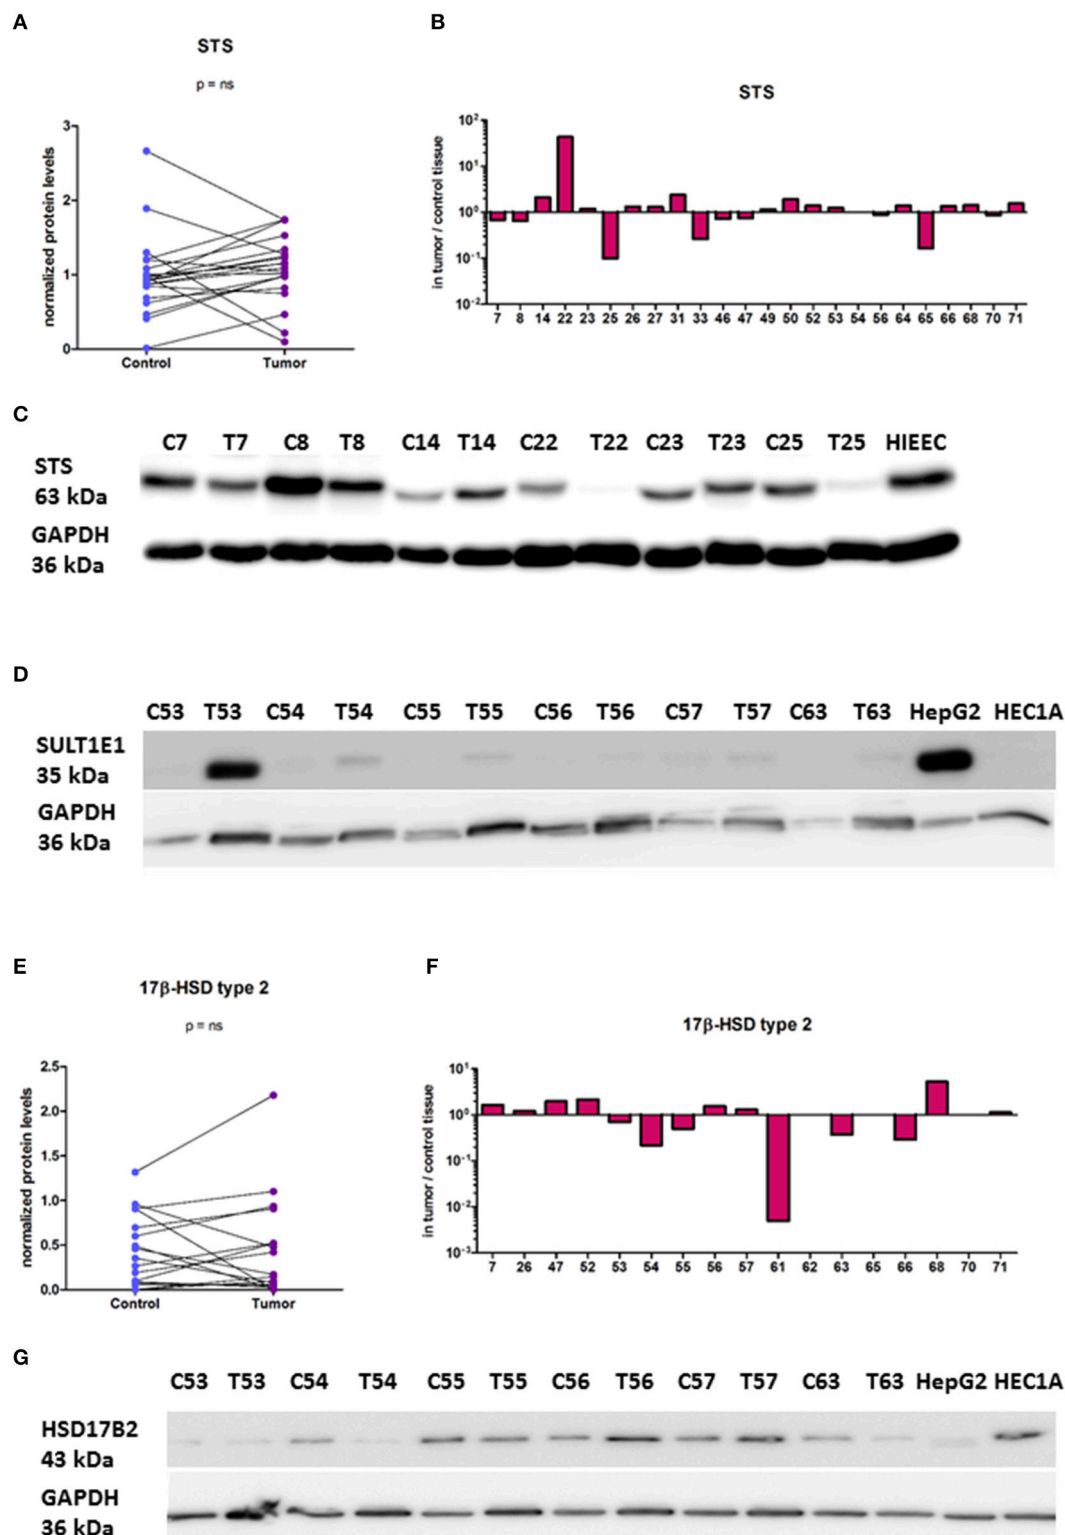 A
STS
p = ns
normalized protein levels
3
2
1
0
Control Tumor
B
STS
in tumor / control tissue
10²
10¹
10⁰
10⁻¹
10⁻²
7 8 14 22 23 25 26 27 31 33 46 47 49 50 52 53 54 56 64 65 66 68 70 71
C
C7 T7 C8 T8 C14 T14 C22 T22 C23 T23 C25 T25 HIEEC
STS
63 kDa
GAPDH
36 kDa
D
C53 T53 C54 T54 C55 T55 C56 T56 C57 T57 C63 T63 HepG2 HEC1A
SULT1E1
35 kDa
GAPDH
36 kDa
E
17β-HSD type 2
p = ns
normalized protein levels
2.5
2.0
1.5
1.0
0.5
0.0
Control Tumor
F
17β-HSD type 2
in tumor / control tissue
10¹
10⁰
10⁻¹
10⁻²
10⁻³
7 26 47 52 53 54 55 56 57 61 62 63 65 66 68 70 71
G
C53 T53 C54 T54 C55 T55 C56 T56 C57 T57 C63 T63 HepG2 HEC1A
HSD17B2
43 kDa
GAPDH
36 kDa